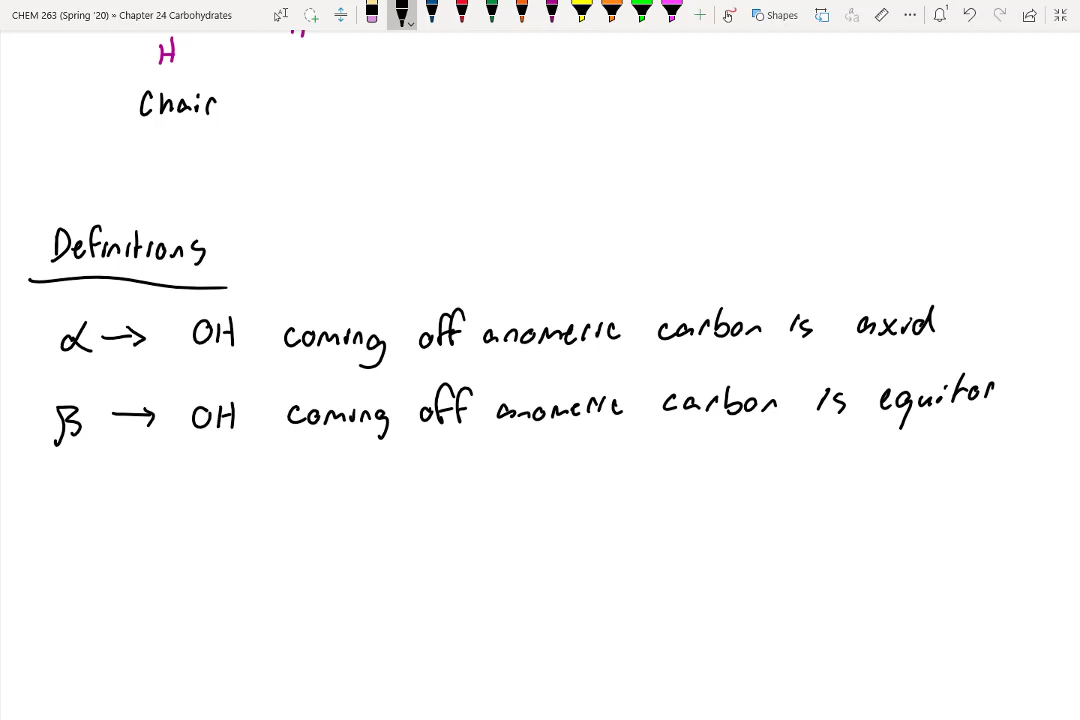 CHEM 263 (Spring '20) » Chapter 24 Carbohydrates
Shapes
H
Chair
Definitions
α → OH coming off anomeric carbon is axial
β → OH coming off anomeric carbon is equitor